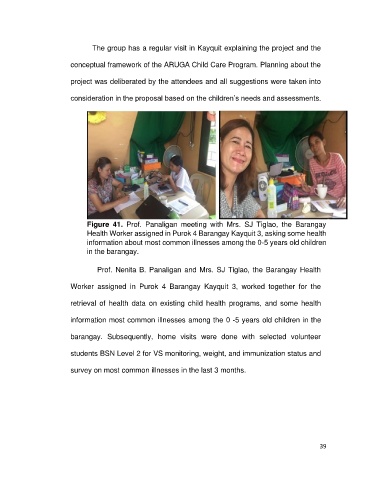 The group has a regular visit in Kayquit explaining the project and the
conceptual framework of the ARUGA Child Care Program. Planning about the
project was deliberated by the attendees and all suggestions were taken into
consideration in the proposal based on the children's needs and assessments.
Figure 41. Prof. Panaligan meeting with Mrs. SJ Tiglao, the Barangay
Health Worker assigned in Purok 4 Barangay Kayquit 3, asking some health
information about most common illnesses among the 0-5 years old children
in the barangay.
Prof. Nenita B. Panaligan and Mrs. SJ Tiglao, the Barangay Health
Worker assigned in Purok 4 Barangay Kayquit 3, worked together for the
retrieval of health data on existing child health programs, and some health
information most common illnesses among the 0 -5 years old children in the
barangay. Subsequently, home visits were done with selected volunteer
students BSN Level 2 for VS monitoring, weight, and immunization status and
survey on most common illnesses in the last 3 months.
39